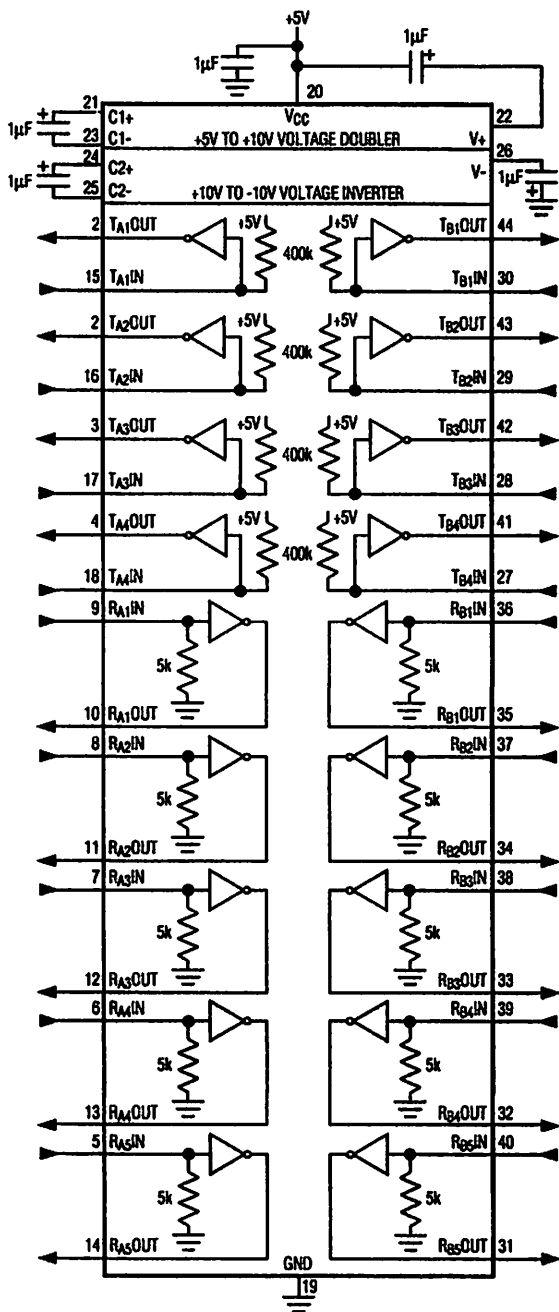 +5V
1µF
1µF
20
VCC
21 C1+
1µF
23 C1-
+5V TO +10V VOLTAGE DOUBLER
22
V+
24 C2+
1µF
25 C2-
+10V TO -10V VOLTAGE INVERTER
26
V-
1µF
2 TA1OUT +5V +5V TB1OUT 44
400k
15 TA1IN TB1IN 30
2 TA2OUT +5V +5V TB2OUT 43
400k
16 TA2IN TB2IN 29
3 TA3OUT +5V +5V TB3OUT 42
400k
17 TA3IN TB3IN 28
4 TA4OUT +5V +5V TB4OUT 41
400k
18 TA4IN TB4IN 27
9 RA1IN RB1IN 36
5k 5k
10 RA1OUT RB1OUT 35
8 RA2IN RB2IN 37
5k 5k
11 RA2OUT RB2OUT 34
7 RA3IN RB3IN 38
5k 5k
12 RA3OUT RB3OUT 33
6 RA4IN RB4IN 39
5k 5k
13 RA4OUT RB4OUT 32
5 RA5IN RB5IN 40
5k 5k
14 RA5OUT RB5OUT 31
GND
19